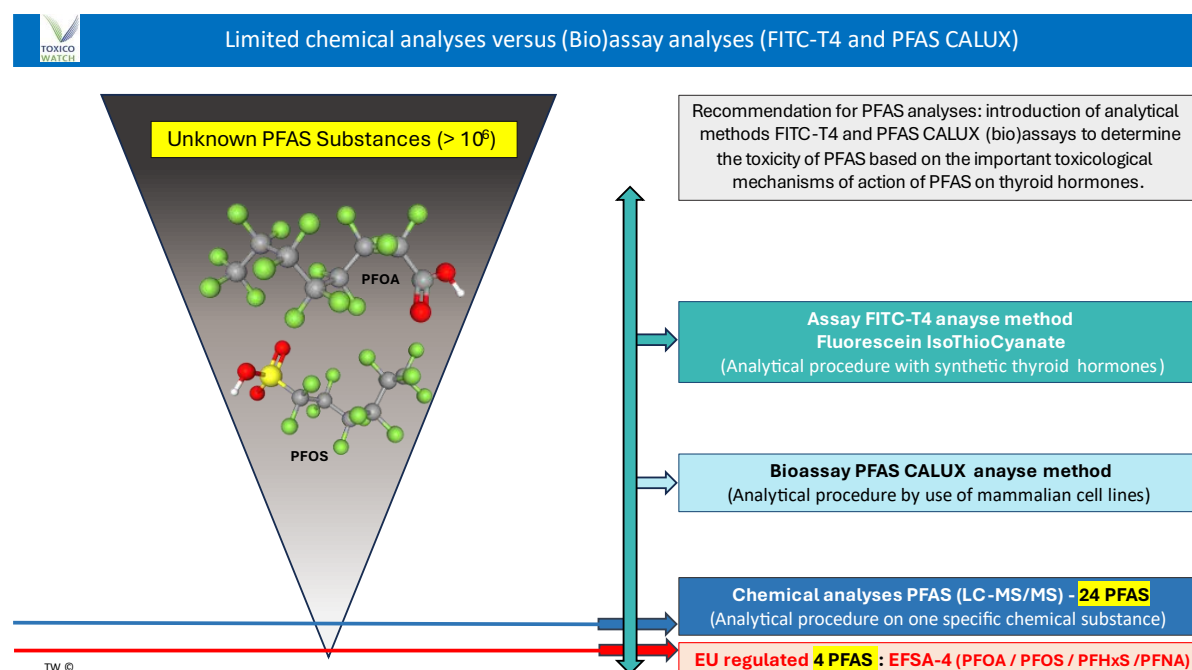 TOXICO
WATCH
Limited chemical analyses versus (Bio)assay analyses (FITC-T4 and PFAS CALUX)
Unknown PFAS Substances (> 10⁶)
PFOA
PFOS
Recommendation for PFAS analyses: introduction of analytical
methods FITC-T4 and PFAS CALUX (bio)assays to determine
the toxicity of PFAS based on the important toxicological
mechanisms of action of PFAS on thyroid hormones.
Assay FITC-T4 anayse method
Fluorescein IsoThioCyanate
(Analytical procedure with synthetic thyroid hormones)
Bioassay PFAS CALUX anayse method
(Analytical procedure by use of mammalian cell lines)
Chemical analyses PFAS (LC-MS/MS) - 24 PFAS
(Analytical procedure on one specific chemical substance)
EU regulated 4 PFAS : EFSA-4 (PFOA / PFOS / PFHxS /PFNA)
TW ©